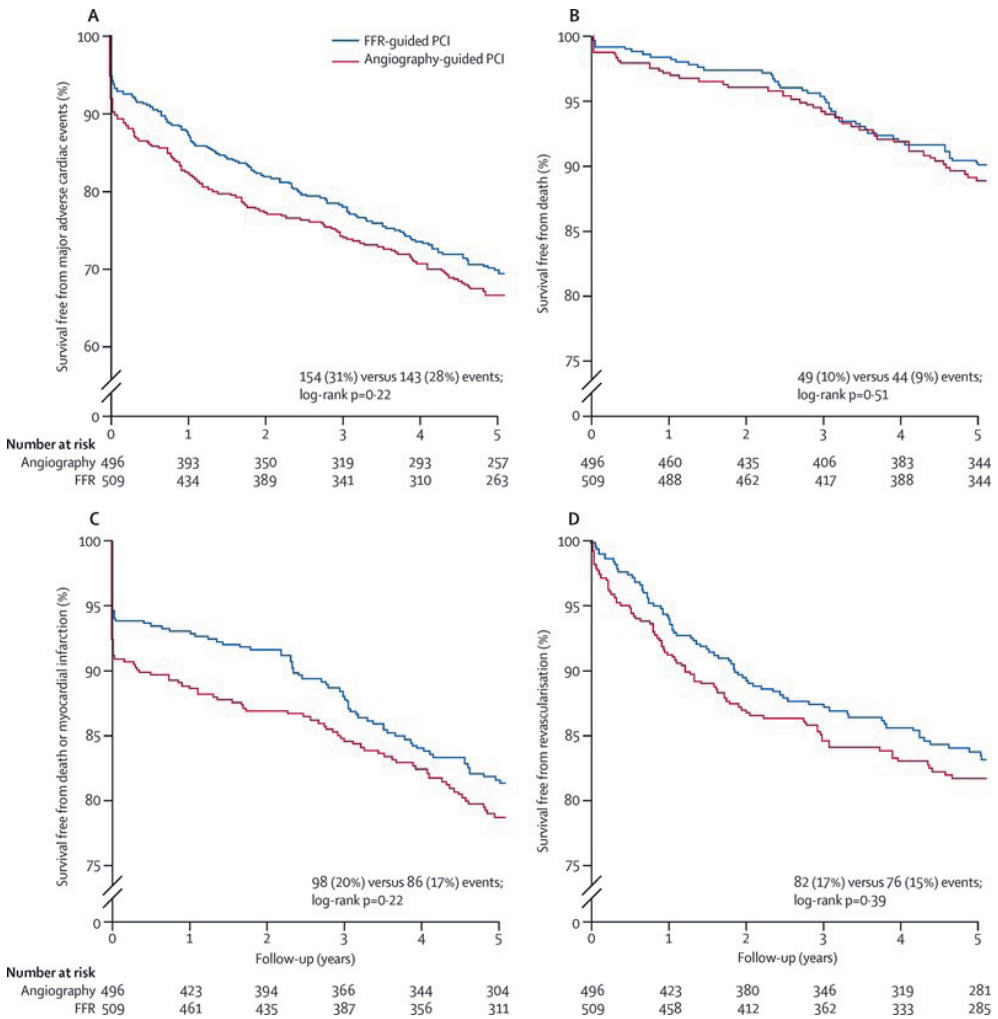 A
100
90
80
70
60
0
Survival free from major adverse cardiac events (%)
FFR-guided PCI
Angiography-guided PCI
154 (31%) versus 143 (28%) events;
log-rank p=0·22
0 1 2 3 4 5
B
100
95
90
85
80
75
0
Survival free from death (%)
49 (10%) versus 44 (9%) events;
log-rank p=0·51
0 1 2 3 4 5
Number at risk
Angiography 496 393 350 319 293 257
FFR 509 434 389 341 310 263
496 460 435 406 383 344
509 488 462 417 388 344
C
100
95
90
85
80
75
0
Survival free from death or myocardial infarction (%)
98 (20%) versus 86 (17%) events;
log-rank p=0·22
0 1 2 3 4 5
Follow-up (years)
D
100
95
90
85
80
75
0
Survival free from revascularisation (%)
82 (17%) versus 76 (15%) events;
log-rank p=0·39
0 1 2 3 4 5
Follow-up (years)
Number at risk
Angiography 496 423 394 366 344 304
FFR 509 461 435 387 356 311
496 423 380 346 319 281
509 458 412 362 333 285